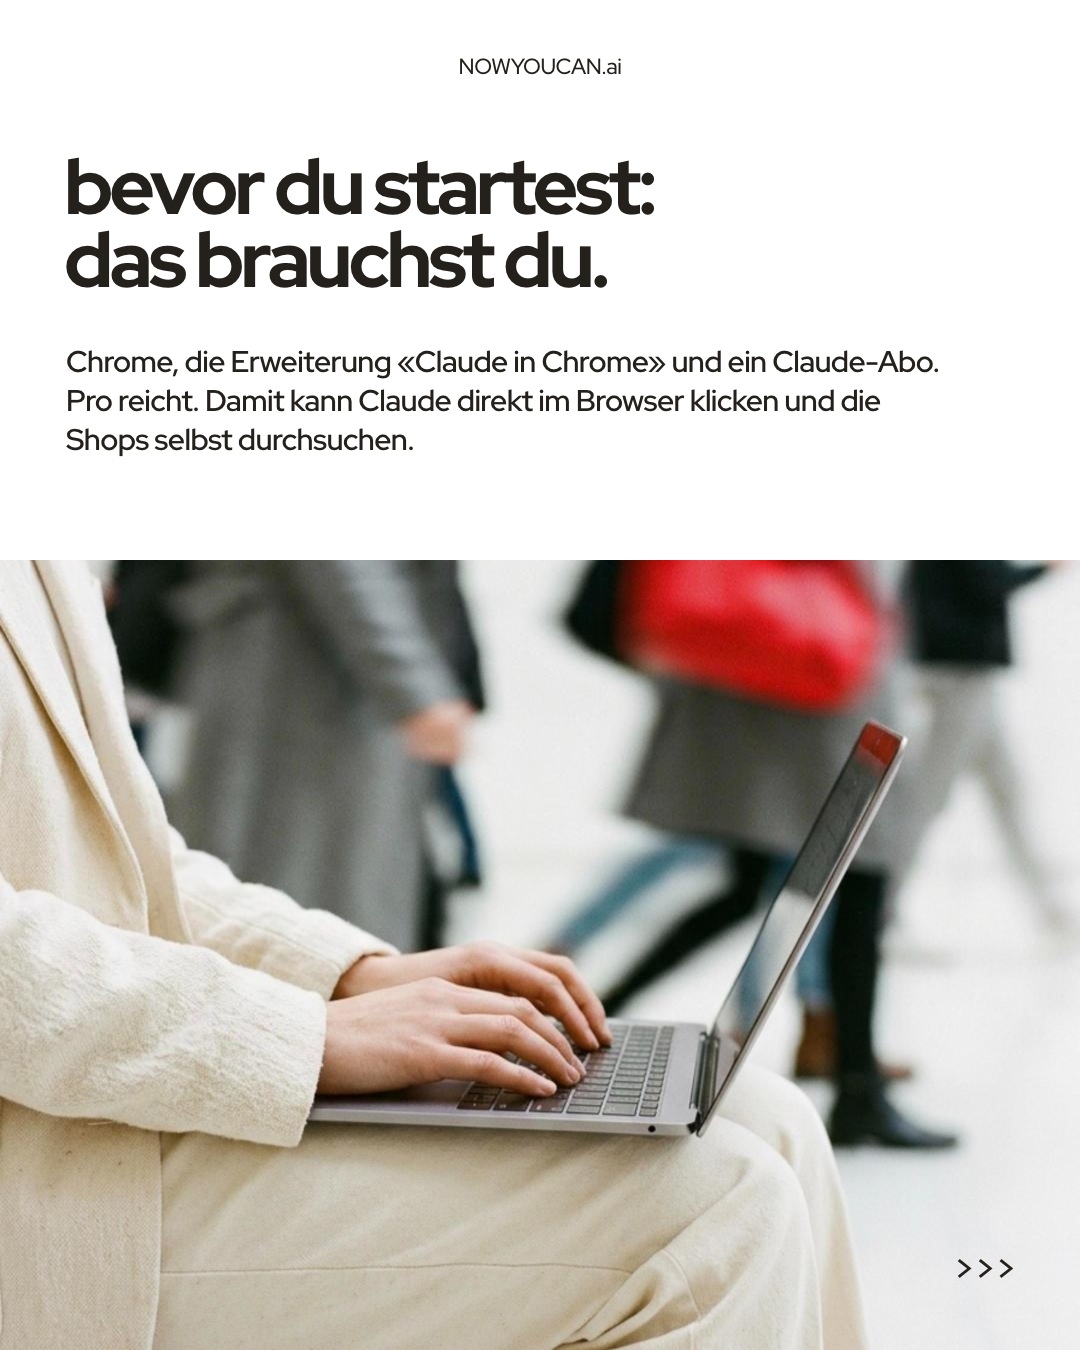 NOWYOUCAN.ai
bevor du startest:
das brauchst du.
Chrome, die Erweiterung «Claude in Chrome» und ein Claude-Abo.
Pro reicht. Damit kann Claude direkt im Browser klicken und die
Shops selbst durchsuchen.
>>>